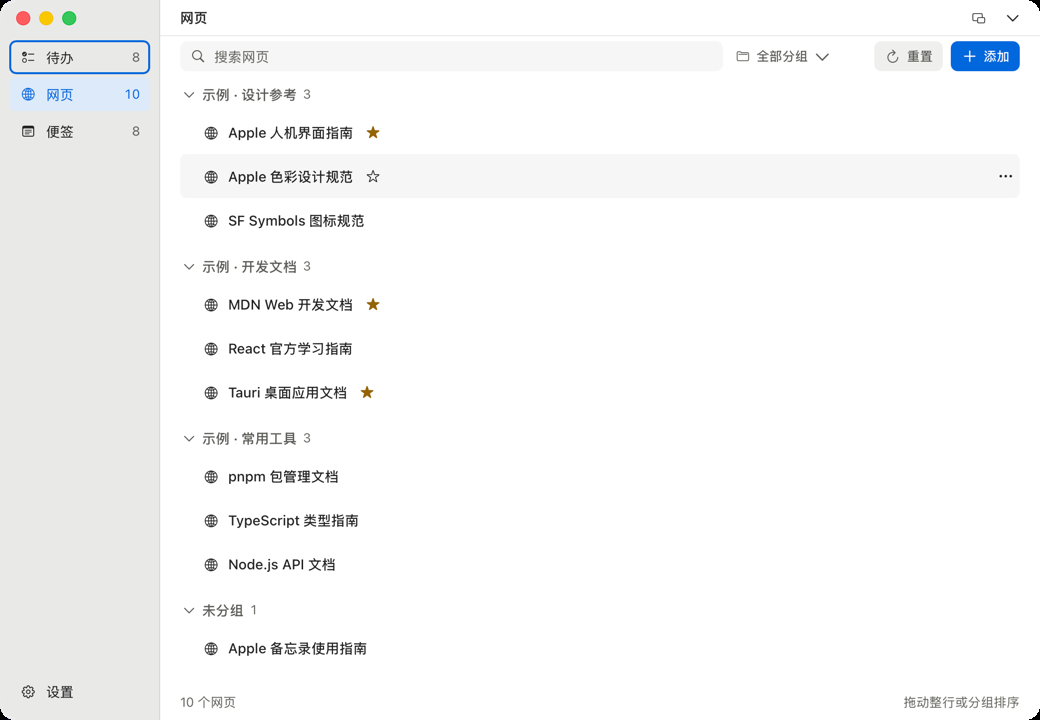 网页
待办 8
网页 10
便签 8
设置
搜索网页
全部分组
重置
添加
示例 · 设计参考 3
Apple 人机界面指南
Apple 色彩设计规范
SF Symbols 图标规范
示例 · 开发文档 3
MDN Web 开发文档
React 官方学习指南
Tauri 桌面应用文档
示例 · 常用工具 3
pnpm 包管理文档
TypeScript 类型指南
Node.js API 文档
未分组 1
Apple 备忘录使用指南
10 个网页
拖动整行或分组排序